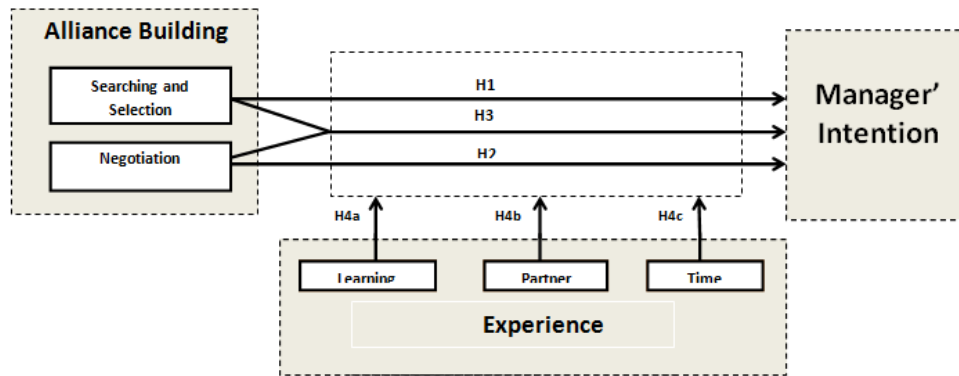 Alliance Building
Searching and
Selection
Negotiation
H1
H3
H2
Manager'
Intention
H4a
H4b
H4c
Learning
Partner
Time
Experience